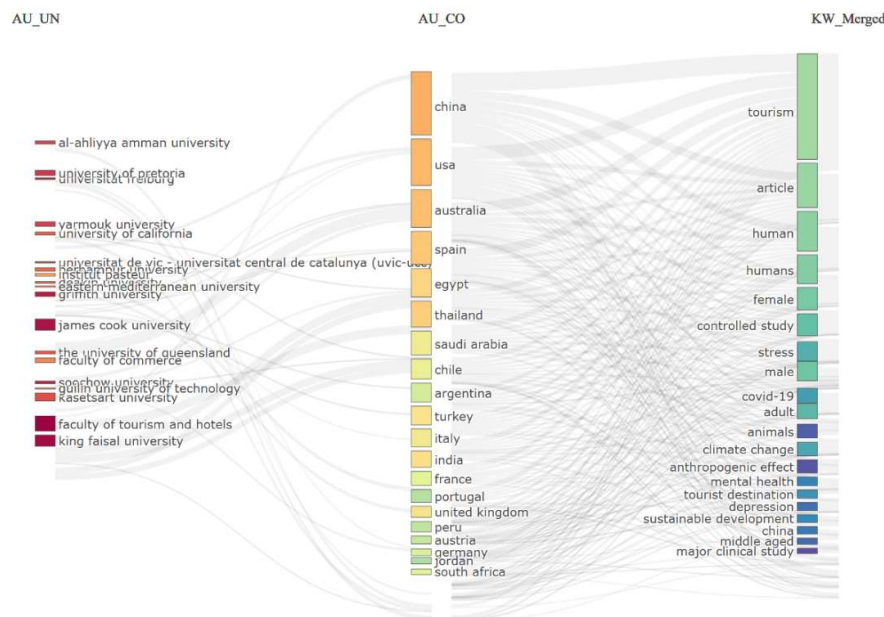 AU_UN
AU_CO
KW_Merged
al-ahliyya amman university
university of pretoria
universitat freiburg
yarmouk university
university of california
universitat de vic - universitat central de catalunya (uvic-ucc)
university
institut pasteur
deakin university
eastern mediterranean university
griffith university
james cook university
the university of queensland
faculty of commerce
soochow university
guilin university of technology
kasetsart university
faculty of tourism and hotels
king faisal university
china
usa
australia
spain
egypt
thailand
saudi arabia
chile
argentina
turkey
italy
india
france
portugal
united kingdom
peru
austria
germany
jordan
south africa
tourism
article
human
humans
female
controlled study
stress
male
covid-19
adult
animals
climate change
anthropogenic effect
mental health
tourist destination
depression
sustainable development
china
middle aged
major clinical study